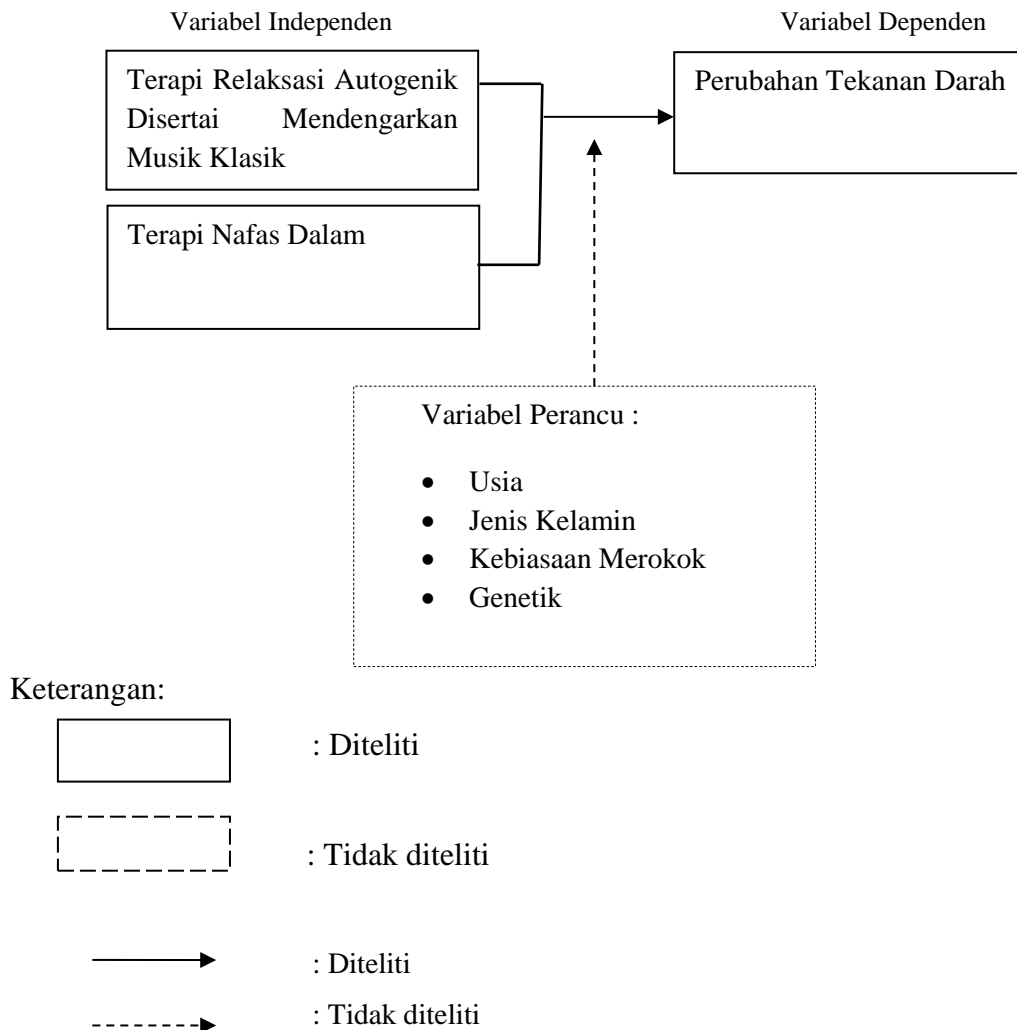 Variabel Independen
Variabel Dependen
Terapi Relaksasi Autogenik
Disertai Mendengarkan
Musik Klasik
Perubahan Tekanan Darah
Terapi Nafas Dalam
Variabel Perancu :
• Usia
• Jenis Kelamin
• Kebiasaan Merokok
• Genetik
Keterangan:
: Diteliti
: Tidak diteliti
: Diteliti
: Tidak diteliti